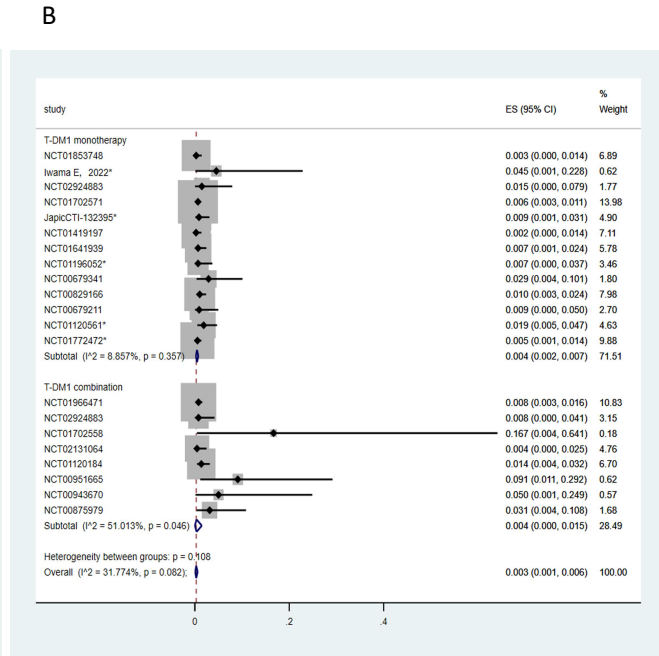 B
%
study ES (95% CI) Weight
T-DM1 monotherapy
NCT01853748 0.003 (0.000, 0.014) 6.89
Iwama E, 2022* 0.045 (0.001, 0.228) 0.62
NCT02924883 0.015 (0.000, 0.079) 1.77
NCT01702571 0.006 (0.003, 0.011) 13.98
JapicCTI-132395* 0.009 (0.001, 0.031) 4.90
NCT01419197 0.002 (0.000, 0.014) 7.11
NCT01641939 0.007 (0.001, 0.024) 5.78
NCT01196052* 0.007 (0.000, 0.037) 3.46
NCT00679341 0.029 (0.004, 0.101) 1.80
NCT00829166 0.010 (0.003, 0.024) 7.98
NCT00679211 0.009 (0.000, 0.050) 2.70
NCT01120561* 0.019 (0.005, 0.047) 4.63
NCT01772472* 0.005 (0.001, 0.014) 9.88
Subtotal (I^2 = 8.857%, p = 0.357) 0.004 (0.002, 0.007) 71.51
T-DM1 combination
NCT01966471 0.008 (0.003, 0.016) 10.83
NCT02924883 0.008 (0.000, 0.041) 3.15
NCT01702558 0.167 (0.004, 0.641) 0.18
NCT02131064 0.004 (0.000, 0.025) 4.76
NCT01120184 0.014 (0.004, 0.032) 6.70
NCT00951665 0.091 (0.011, 0.292) 0.62
NCT00943670 0.050 (0.001, 0.249) 0.57
NCT00875979 0.031 (0.004, 0.108) 1.68
Subtotal (I^2 = 51.013%, p = 0.046) 0.004 (0.000, 0.015) 28.49
Heterogeneity between groups: p = 0.108
Overall (I^2 = 31.774%, p = 0.082); 0.003 (0.001, 0.006) 100.00
0 .2 .4